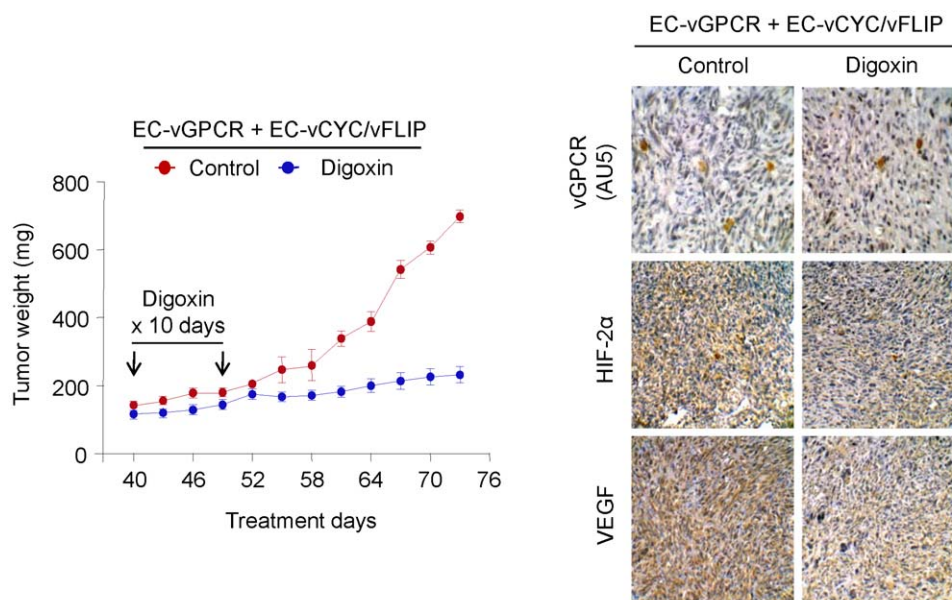 EC-vGPCR + EC-vCYC/vFLIP
Control Digoxin
800
600
400
200
0
Tumor weight (mg)
Digoxin
x 10 days
40 46 52 58 64 70 76
Treatment days
EC-vGPCR + EC-vCYC/vFLIP
Control Digoxin
vGPCR
(AU5)
HIF-2α
VEGF